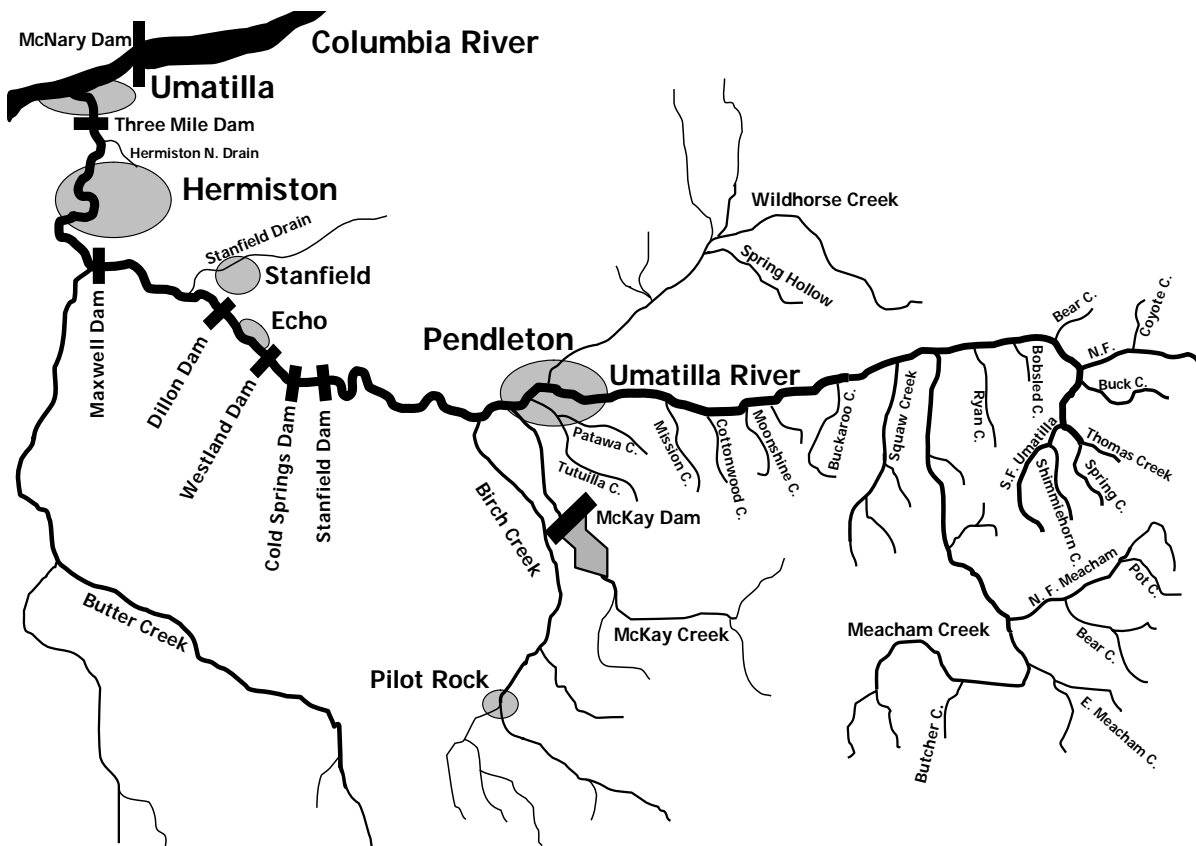 McNary Dam
Columbia River
Umatilla
Three Mile Dam
Hermiston N. Drain
Hermiston
Wildhorse Creek
Stanfield Drain
Spring Hollow
Stanfield
Bear C.
Coyote C.
Maxwell Dam
Echo
Dillon Dam
Pendleton
Umatilla River
N.F.
Bobsled C.
Buck C.
Westland Dam
Cold Springs Dam
Stanfield Dam
Patawa C.
Tutuilla C.
Mission C.
Cottonwood C.
Moonshine C.
Buckaroo C.
Squaw Creek
Ryan C.
S.F. Umatilla
Thomas Creek
Spring C.
Shimmiehorn C.
Birch Creek
McKay Dam
N. F. Meacham
Pot C.
Butter Creek
McKay Creek
Meacham Creek
Bear C.
Pilot Rock
Butcher C.
E. Meacham C.